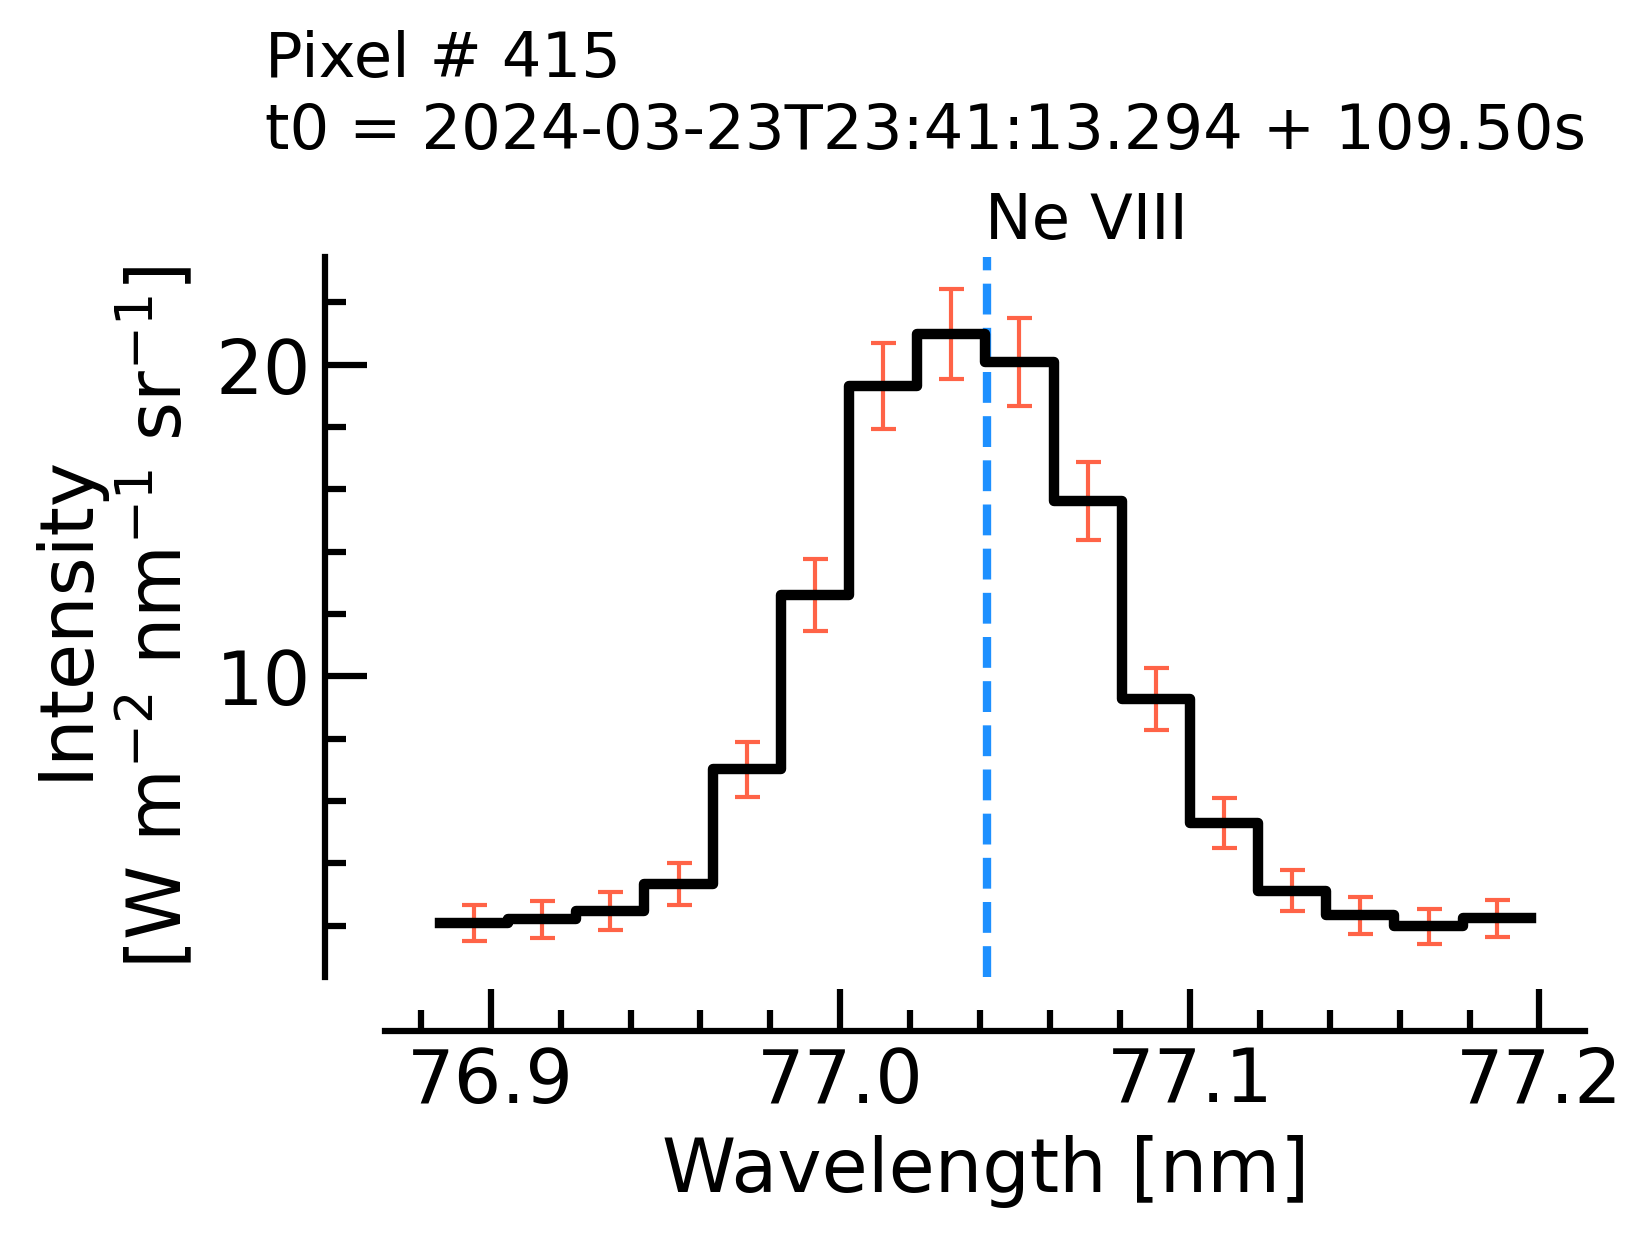 Pixel # 415
t0 = 2024-03-23T23:41:13.294 + 109.50s
Ne VIII
Intensity
[W m⁻² nm⁻¹ sr⁻¹]
20
10
76.9 77.0 77.1 77.2
Wavelength [nm]